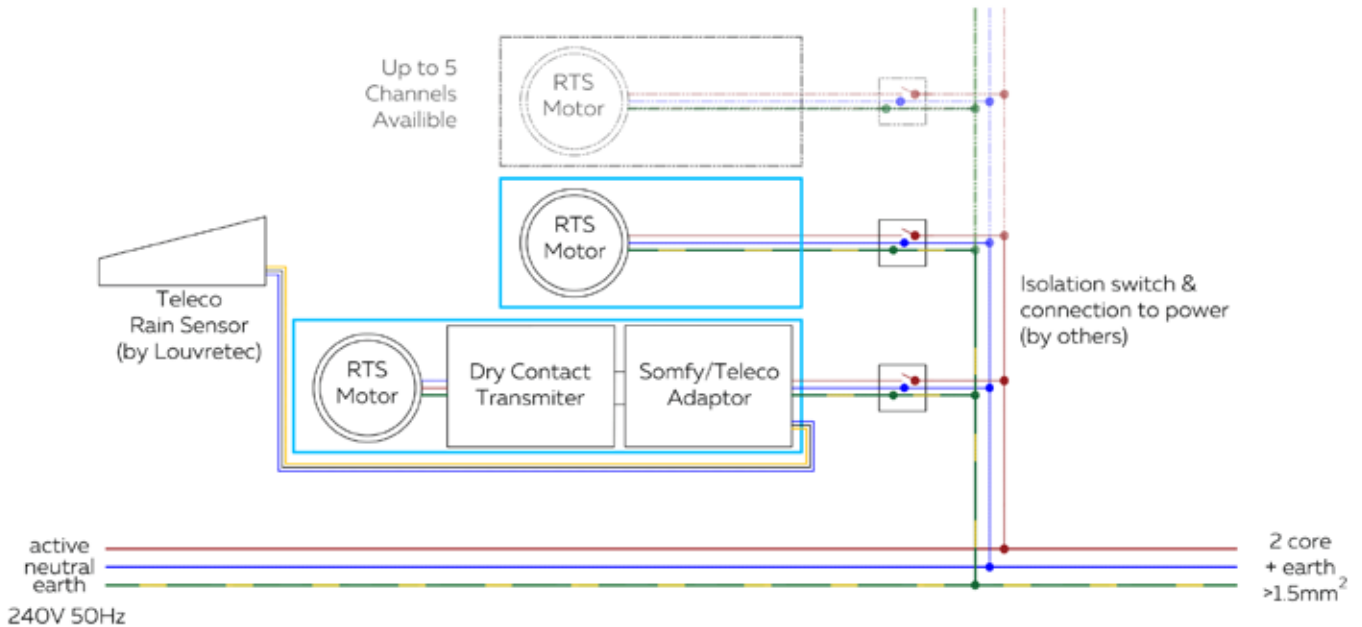 Up to 5
Channels
Availible
RTS
Motor
RTS
Motor
Teleco
Rain Sensor
(by Louvretec)
RTS
Motor
Dry Contact
Transmiter
Somfy/Teleco
Adaptor
Isolation switch &
connection to power
(by others)
active
neutral
earth
240V 50Hz
2 core
+ earth
>1.5mm²